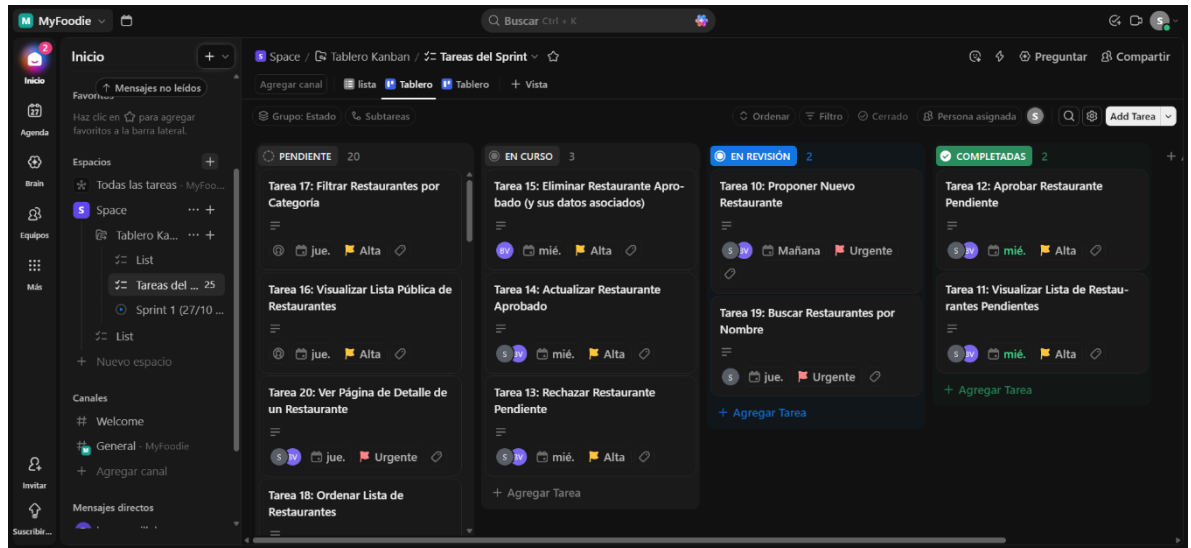 M MyFoodie
Buscar Ctrl + K
S
2
Inicio
27
Agenda
Brain
Equipos
Más
Invitar
Suscribir...
Inicio
Favoritos
↑ Mensajes no leídos
Haz clic en para agregar
favoritos a la barra lateral.
Espacios
Todas las tareas - MyFoo...
S Space
Tablero Ka...
List
Tareas del ... 25
Sprint 1 (27/10 ...
List
+ Nuevo espacio
Canales
# Welcome
General - MyFoodie
+ Agregar canal
Mensajes directos
S Space / Tablero Kanban / Tareas del Sprint
Preguntar
Compartir
Agregar canal
lista
Tablero
Tablero
+ Vista
Grupo: Estado
Subtareas
Ordenar
Filtro
Cerrado
Persona asignada
S
Add Tarea
PENDIENTE 20
Tarea 17: Filtrar Restaurantes por
Categoría
jue. Alta
Tarea 16: Visualizar Lista Pública de
Restaurantes
jue. Alta
Tarea 20: Ver Página de Detalle de
un Restaurante
S BV jue. Urgente
Tarea 18: Ordenar Lista de
Restaurantes
EN CURSO 3
Tarea 15: Eliminar Restaurante Apro-
bado (y sus datos asociados)
BV mié. Alta
Tarea 14: Actualizar Restaurante
Aprobado
S BV mié. Alta
Tarea 13: Rechazar Restaurante
Pendiente
S BV mié. Alta
+ Agregar Tarea
EN REVISIÓN 2
Tarea 10: Proponer Nuevo
Restaurante
S BV Mañana Urgente
Tarea 19: Buscar Restaurantes por
Nombre
S jue. Urgente
+ Agregar Tarea
COMPLETADAS 2
Tarea 12: Aprobar Restaurante
Pendiente
S BV mié. Alta
Tarea 11: Visualizar Lista de Restau-
rantes Pendientes
S BV mié. Alta
+ Agregar Tarea